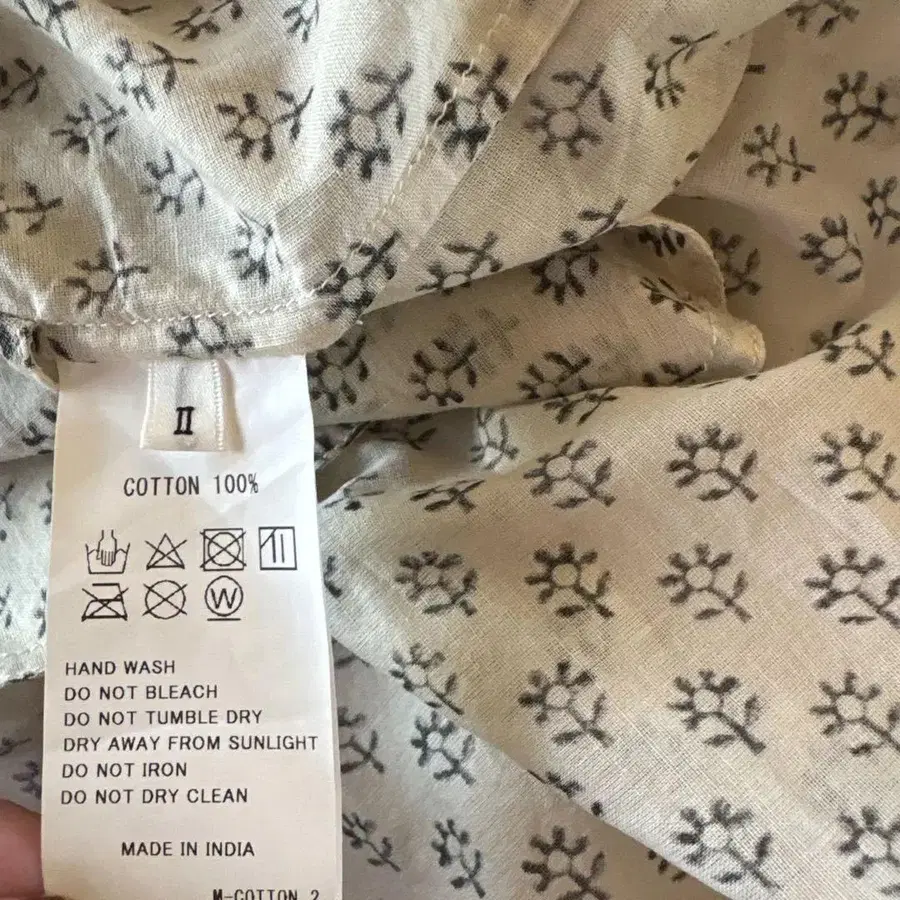 II
COTTON 100%
W
HAND WASH
DO NOT BLEACH
DO NOT TUMBLE DRY
DRY AWAY FROM SUNLIGHT
DO NOT IRON
DO NOT DRY CLEAN
MADE IN INDIA
M-COTTON 2